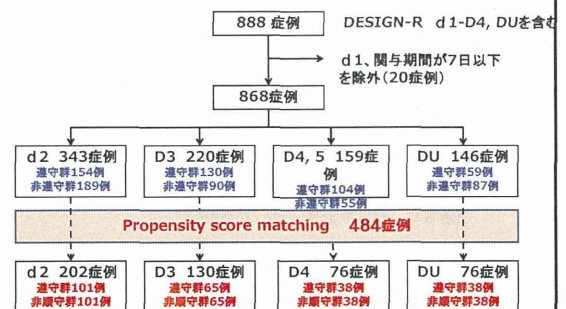 888 症例
DESIGN-R d1-D4, DUを含む
d1、関与期間が7日以下
を除外(20症例)
868症例
d2 343症例
遵守群154例
非遵守群189例
D3 220症例
遵守群130例
非遵守群90例
D4, 5 159症
例
遵守群104例
非遵守群55例
DU 146症例
遵守群59例
非遵守群87例
Propensity score matching 484症例
d2 202症例
遵守群101例
非順守群101例
D3 130症例
遵守群65例
非順守群65例
D4 76症例
遵守群38例
非順守群38例
DU 76症例
遵守群38例
非順守群38例